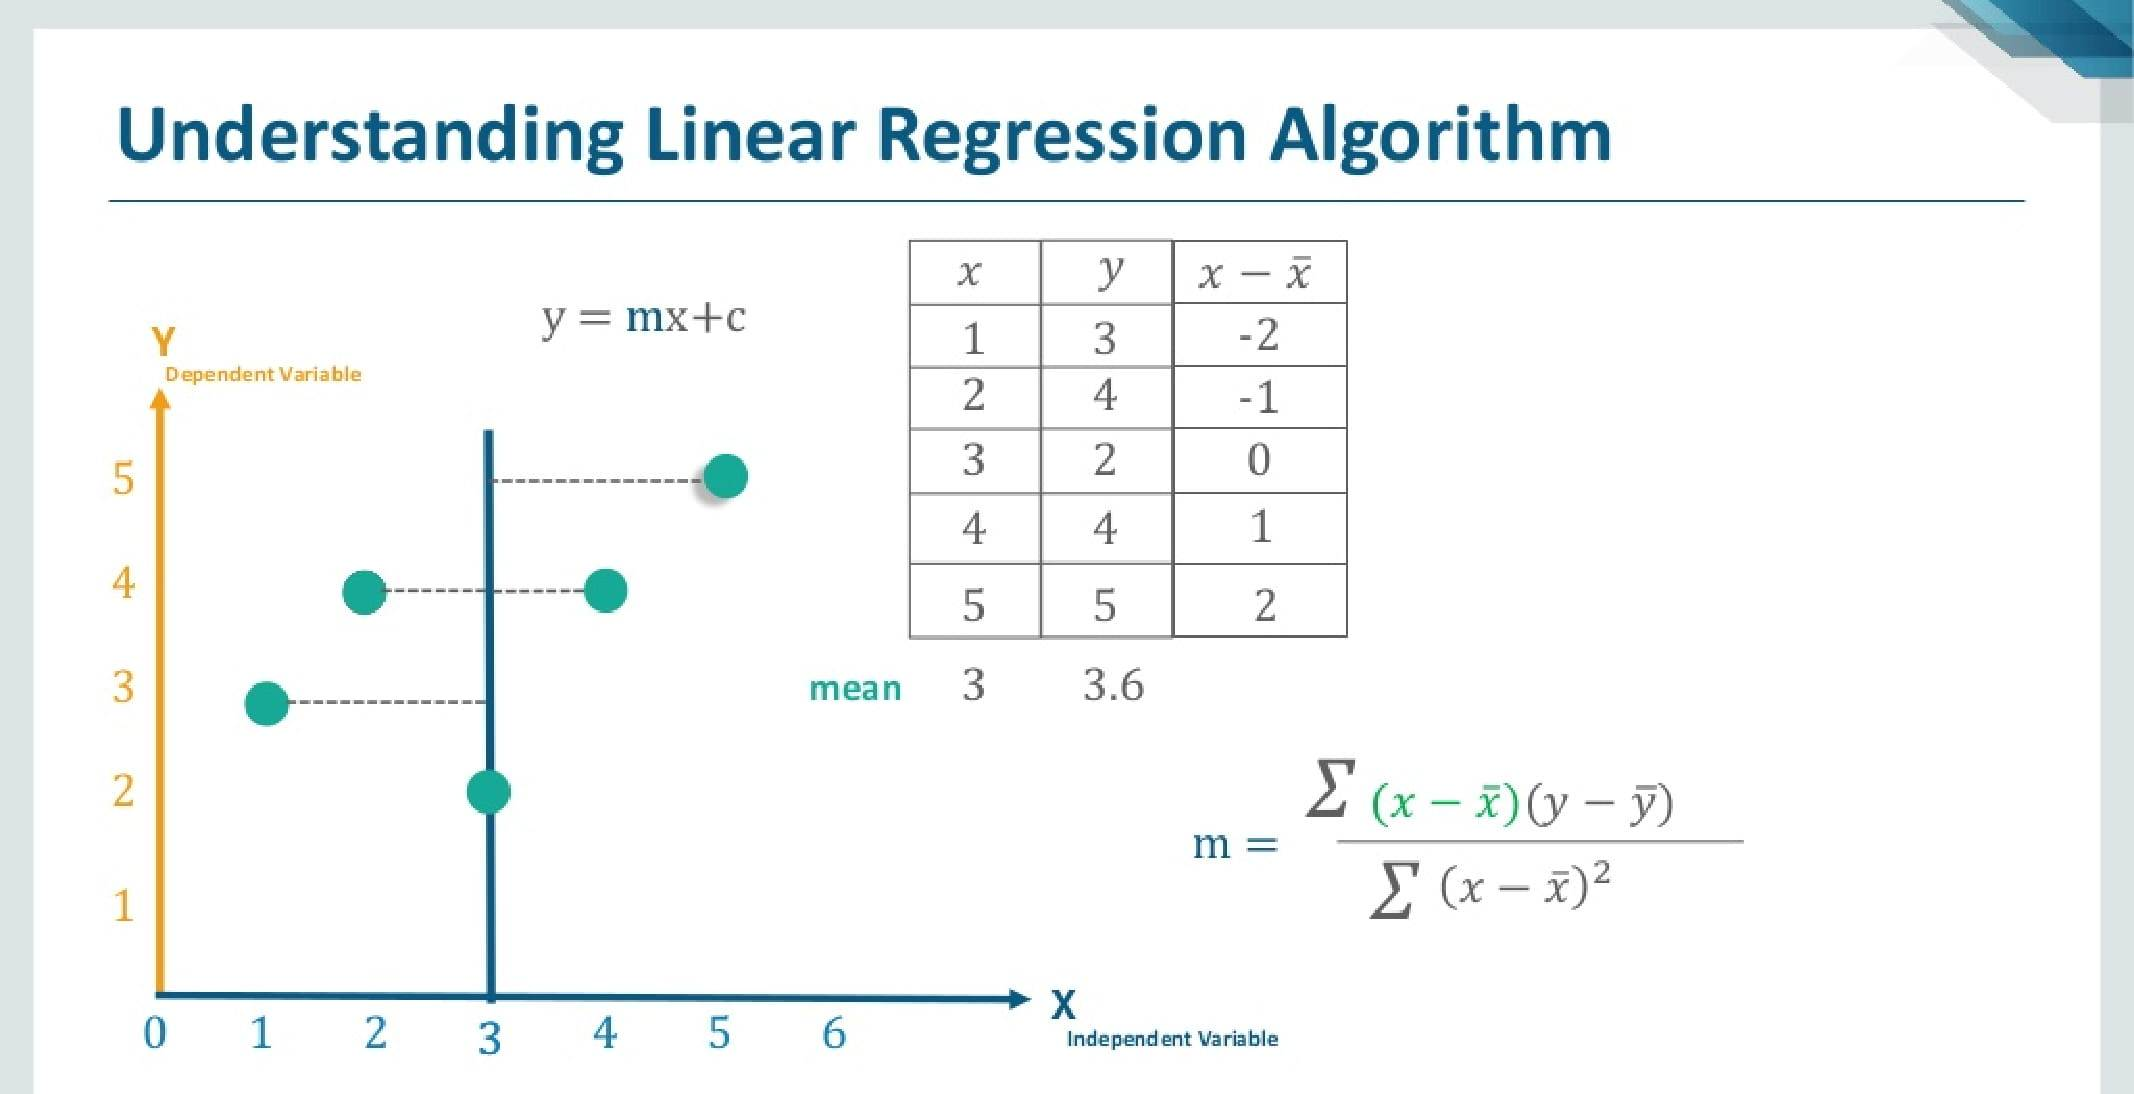 Understanding Linear Regression Algorithm
y = mx+c
Y
Dependent Variable
5
4
3
2
1
0 1 2 3 4 5 6
X
Independent Variable
x y x − x̄
1 3 -2
2 4 -1
3 2 0
4 4 1
5 5 2
mean 3 3.6
m = Σ (x − x̄)(y − ȳ)
Σ (x − x̄)²